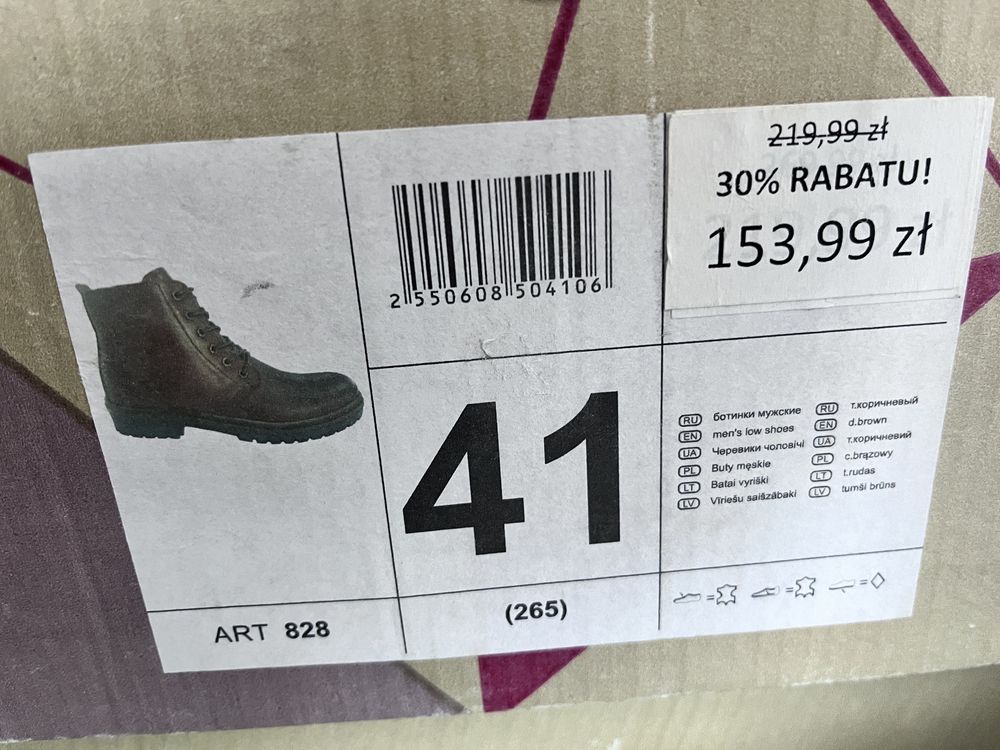 219,99 zł
30% RABATU!
153,99 zł
2 550608 504106
41
RU ботинки мужские
EN men's low shoes
UA Черевики чоловічі
PL Buty męskie
LT Batai vyriški
LV Vīriešu saišzābaki
RU т.коричневый
EN d.brown
UA т.коричневий
PL c.brązowy
LT t.rudas
LV tumši brūns
ART 828
(265)